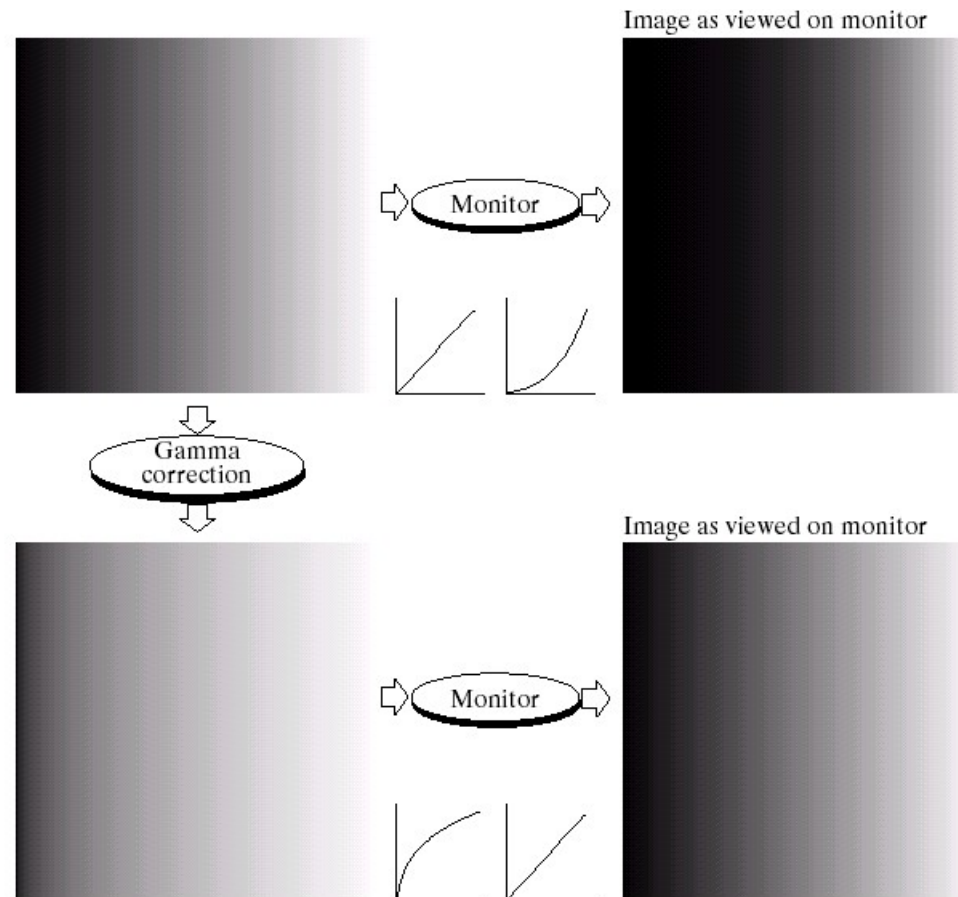 Image as viewed on monitor
Monitor
Gamma
correction
Image as viewed on monitor
Monitor